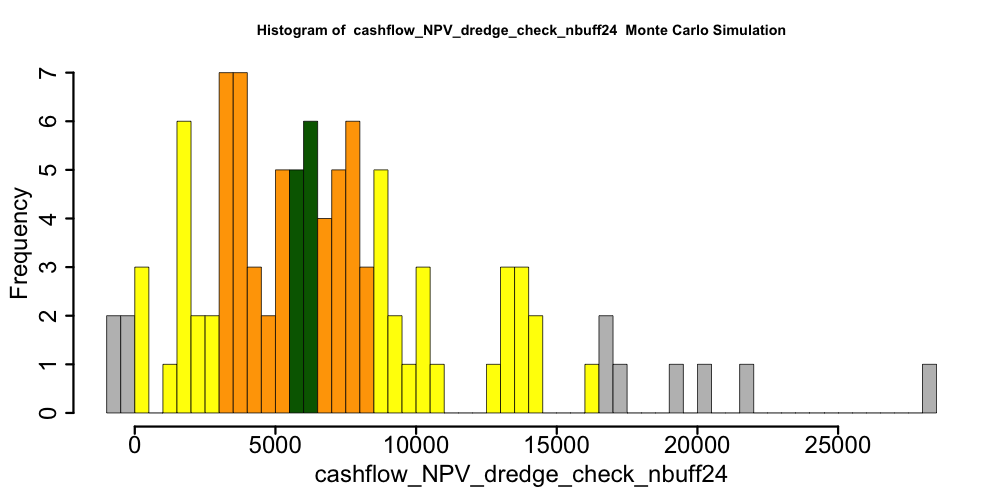 Histogram of  cashflow_NPV_dredge_check_nbuff24  Monte Carlo Simulation
7
6
5
4
3
2
1
0
Frequency
0 5000 10000 15000 20000 25000
cashflow_NPV_dredge_check_nbuff24